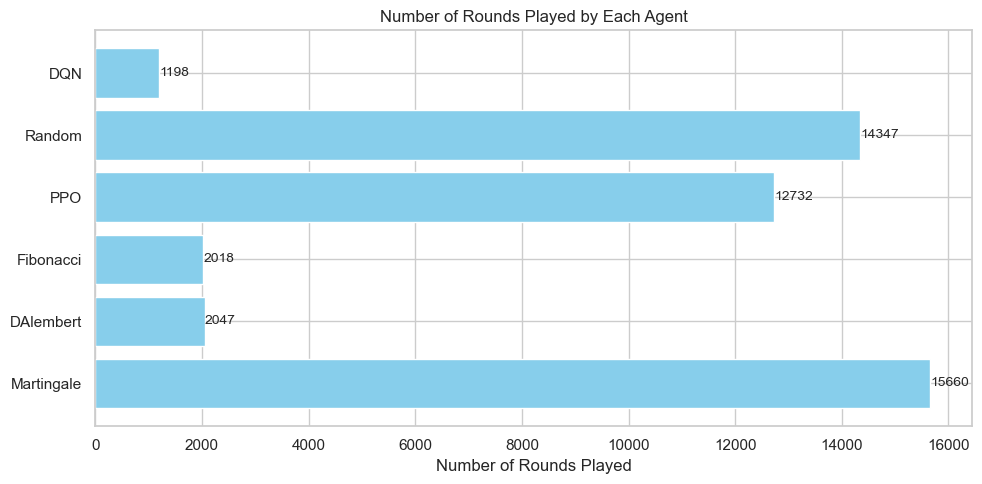 Number of Rounds Played by Each Agent
DQN 1198
Random 14347
PPO 12732
Fibonacci 2018
DAlembert 2047
Martingale 15660
0 2000 4000 6000 8000 10000 12000 14000 16000
Number of Rounds Played